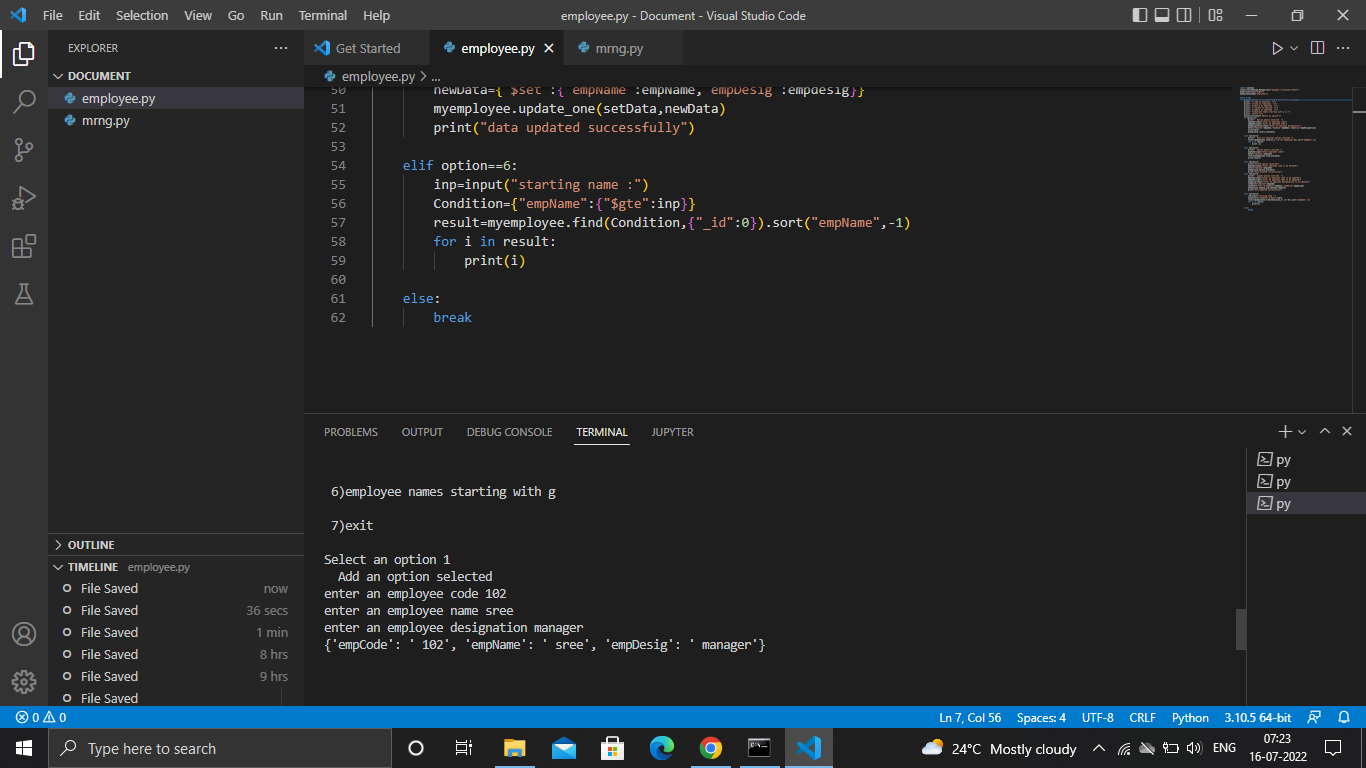 File Edit Selection View Go Run Terminal Help employee.py - Document - Visual Studio Code
EXPLORER
Get Started employee.py mrng.py
DOCUMENT
employee.py
mrng.py
employee.py > ...
50 newData={"$set":{"empName":empName,"empDesig":empdesig}}
51 myemployee.update_one(setData,newData)
52 print("data updated successfully")
53
54 elif option==6:
55 inp=input("starting name :")
56 Condition={"empName":{"$gte":inp}}
57 result=myemployee.find(Condition,{"_id":0}).sort("empName",-1)
58 for i in result:
59 print(i)
60
61 else:
62 break
PROBLEMS OUTPUT DEBUG CONSOLE TERMINAL JUPYTER
py
py
py
6)employee names starting with g
7)exit
Select an option 1
Add an option selected
enter an employee code 102
enter an employee name sree
enter an employee designation manager
{'empCode': ' 102', 'empName': ' sree', 'empDesig': ' manager'}
OUTLINE
TIMELINE employee.py
File Saved now
File Saved 36 secs
File Saved 1 min
File Saved 8 hrs
File Saved 9 hrs
File Saved
0 0 Ln 7, Col 56 Spaces: 4 UTF-8 CRLF Python 3.10.5 64-bit
Type here to search 24°C Mostly cloudy ENG 07:23
16-07-2022